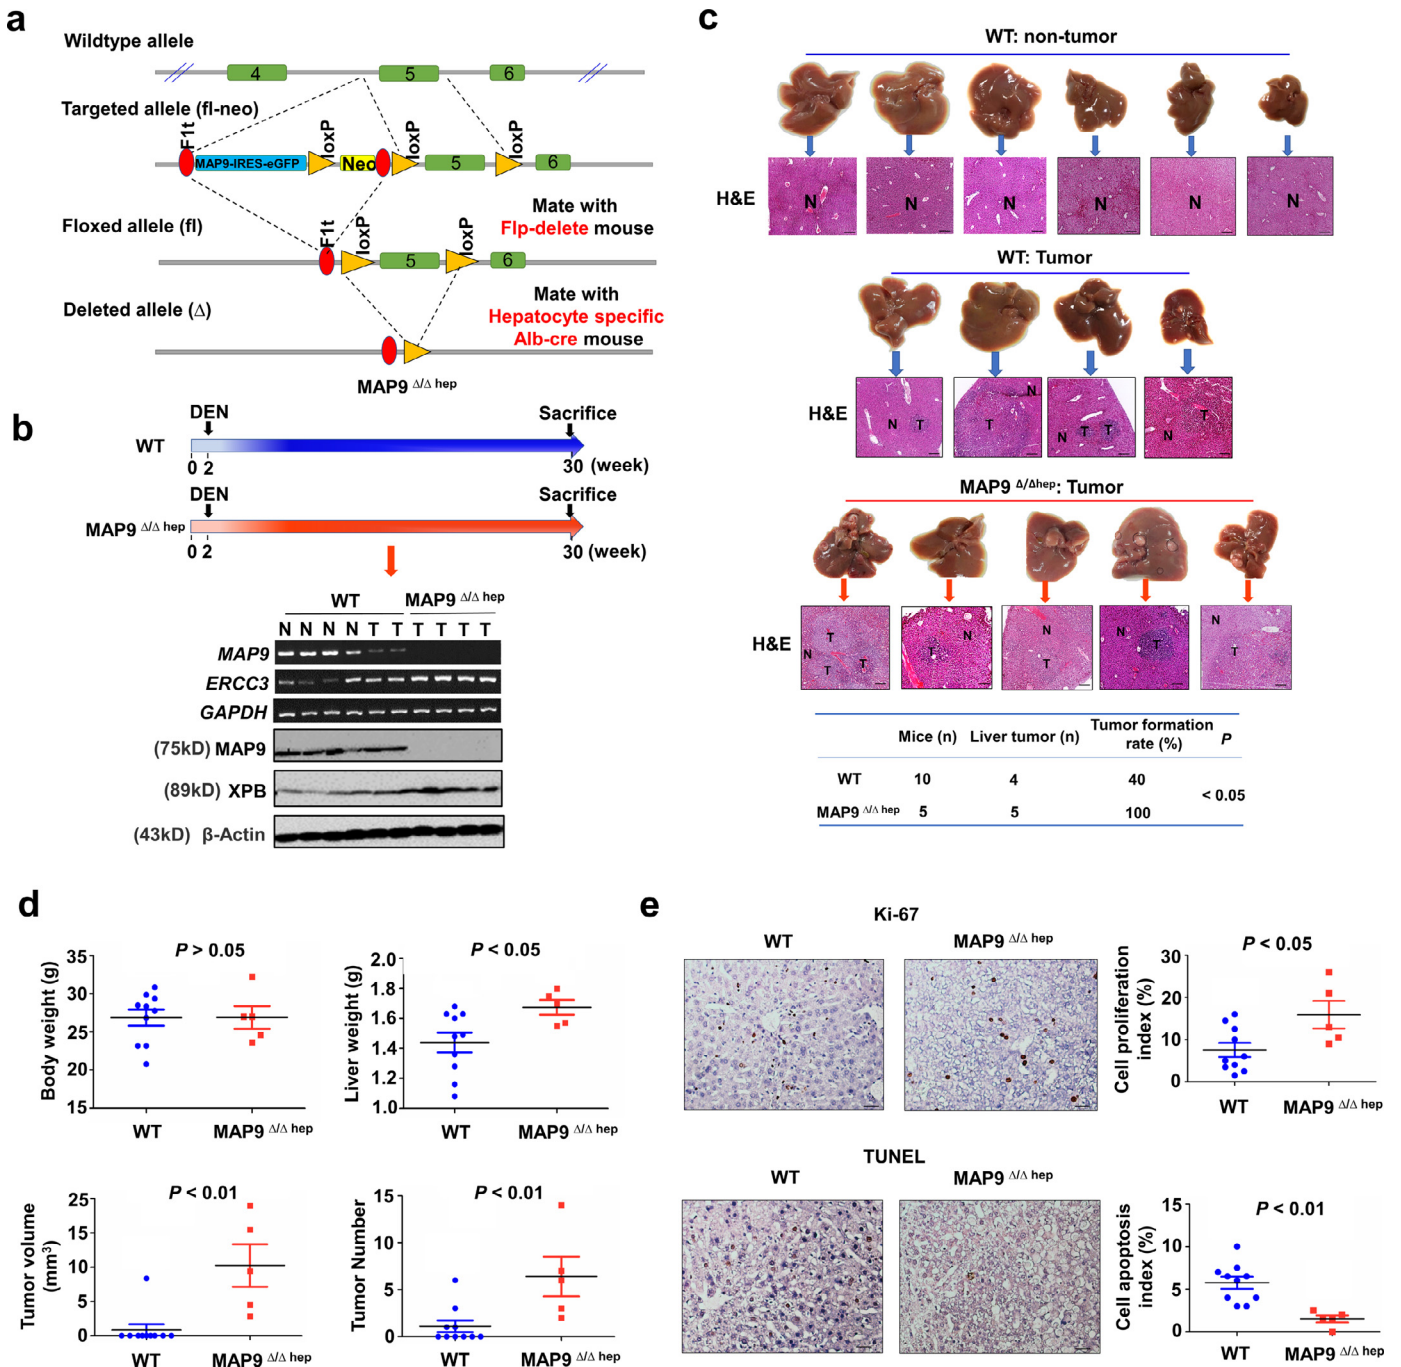 a
Wildtype allele
4 5 6
Targeted allele (fl-neo)
F1t loxP loxP loxP
MAP9-IRES-eGFP Neo 5 6
Mate with
Flp-delete mouse
Floxed allele (fl)
F1t loxP loxP
5 6
Deleted allele (Δ)
Mate with
Hepatocyte specific
Alb-cre mouse
MAP9 Δ/Δ hep
b
DEN Sacrifice
WT
0 2 30 (week)
DEN Sacrifice
MAP9 Δ/Δ hep
0 2 30 (week)
WT MAP9 Δ/Δ hep
N N N N T T T T T T
MAP9
ERCC3
GAPDH
(75kD) MAP9
(89kD) XPB
(43kD) β-Actin
c
WT: non-tumor
H&E N N N N N N
WT: Tumor
H&E N T N N T T N T
MAP9 Δ/Δhep: Tumor
H&E T T T N T N T N T N T
Mice (n) Liver tumor (n) Tumor formation rate (%) P
WT 10 4 40
< 0.05
MAP9 Δ/Δ hep 5 5 100
d
P > 0.05
Body weight (g)
35
30
25
20
15
WT MAP9 Δ/Δ hep
P < 0.05
Liver weight (g)
2.0
1.8
1.6
1.4
1.2
1.0
WT MAP9 Δ/Δ hep
P < 0.01
Tumor volume
(mm3)
25
20
15
10
5
0
WT MAP9 Δ/Δ hep
P < 0.01
Tumor Number
15
10
5
0
WT MAP9 Δ/Δ hep
e
Ki-67
WT MAP9 Δ/Δ hep
P < 0.05
Cell proliferation
index (%)
30
20
10
0
WT MAP9 Δ/Δ hep
TUNEL
WT MAP9 Δ/Δ hep
P < 0.01
Cell apoptosis
index (%)
15
10
5
0
WT MAP9 Δ/Δ hep